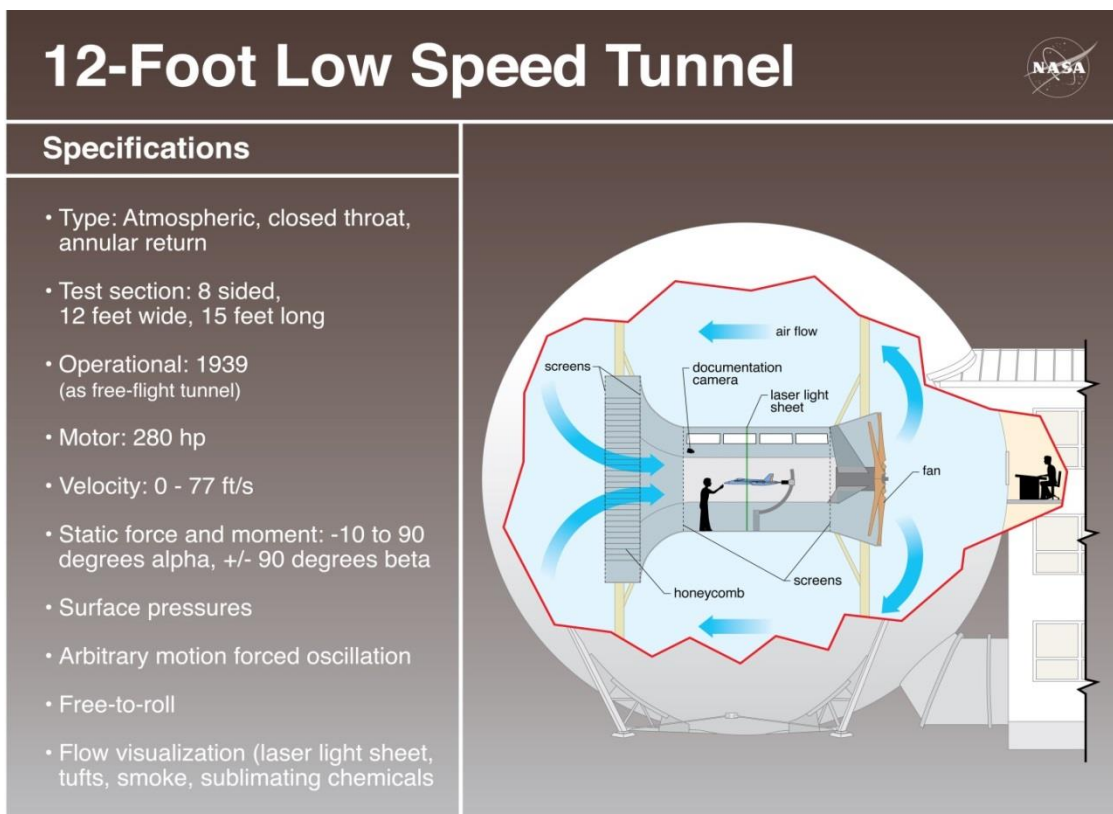 12-Foot Low Speed Tunnel
NASA
Specifications
• Type: Atmospheric, closed throat,
annular return
• Test section: 8 sided,
12 feet wide, 15 feet long
• Operational: 1939
(as free-flight tunnel)
• Motor: 280 hp
• Velocity: 0 - 77 ft/s
• Static force and moment: -10 to 90
degrees alpha, +/- 90 degrees beta
• Surface pressures
• Arbitrary motion forced oscillation
• Free-to-roll
• Flow visualization (laser light sheet,
tufts, smoke, sublimating chemicals
air flow
screens
documentation
camera
laser light
sheet
fan
screens
honeycomb